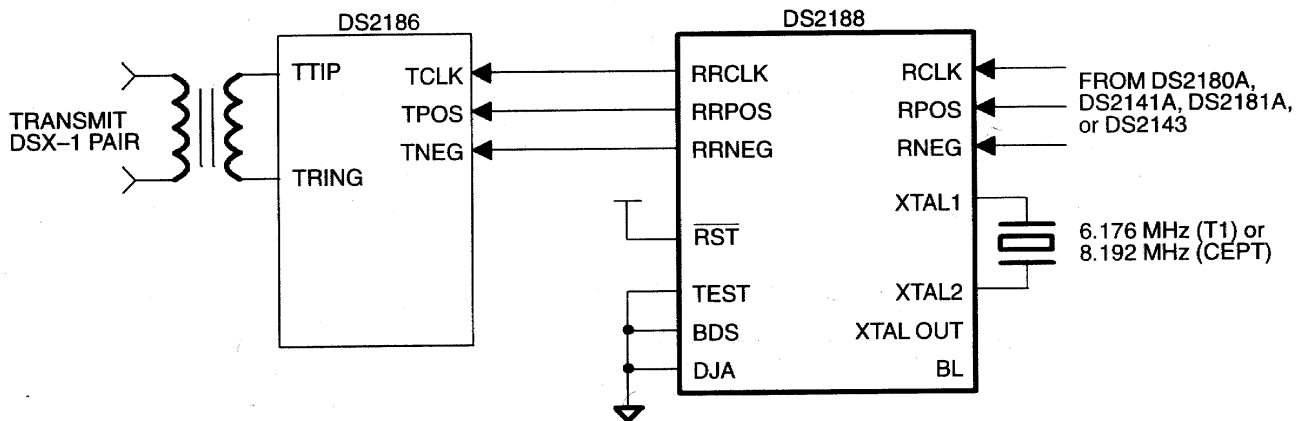 DS2186
DS2188
TTIP
TCLK
TPOS
TNEG
TRING
TRANSMIT
DSX–1 PAIR
RRCLK
RRPOS
RRNEG
RST
TEST
BDS
DJA
RCLK
RPOS
RNEG
XTAL1
XTAL2
XTAL OUT
BL
FROM DS2180A,
DS2141A, DS2181A,
or DS2143
6.176 MHz (T1) or
8.192 MHz (CEPT)